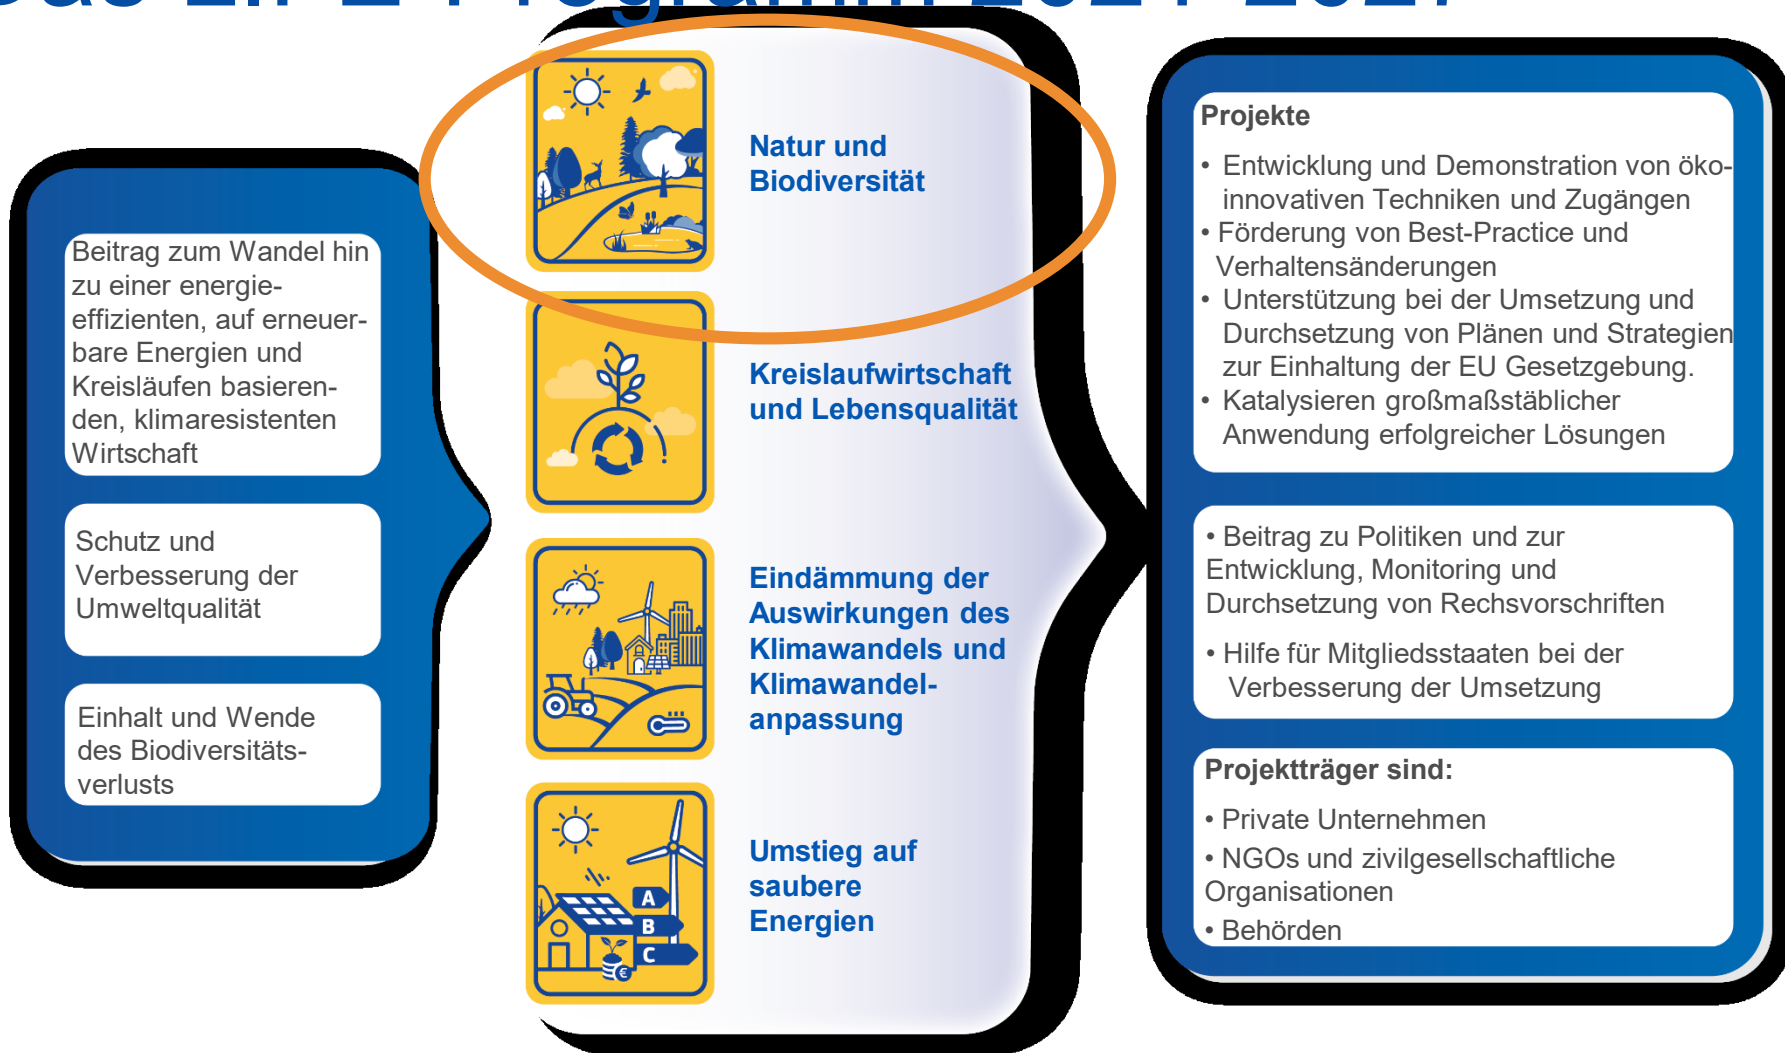 Das LIFE Programm 2021-2027
Beitrag zum Wandel hin
zu einer energie-
effizienten, auf erneuer-
bare Energien und
Kreisläufen basieren-
den, klimaresistenten
Wirtschaft
Schutz und
Verbesserung der
Umweltqualität
Einhalt und Wende
des Biodiversitäts-
verlusts
Natur und
Biodiversität
Kreislaufwirtschaft
und Lebensqualität
Eindämmung der
Auswirkungen des
Klimawandels und
Klimawandel-
anpassung
A
B
C
€
Umstieg auf
saubere
Energien
Projekte
• Entwicklung und Demonstration von öko-
innovativen Techniken und Zugängen
• Förderung von Best-Practice und
Verhaltensänderungen
• Unterstützung bei der Umsetzung und
Durchsetzung von Plänen und Strategien
zur Einhaltung der EU Gesetzgebung.
• Katalysieren großmaßstäblicher
Anwendung erfolgreicher Lösungen
• Beitrag zu Politiken und zur
Entwicklung, Monitoring und
Durchsetzung von Rechsvorschriften
• Hilfe für Mitgliedsstaaten bei der
Verbesserung der Umsetzung
Projektträger sind:
• Private Unternehmen
• NGOs und zivilgesellschaftliche
Organisationen
• Behörden